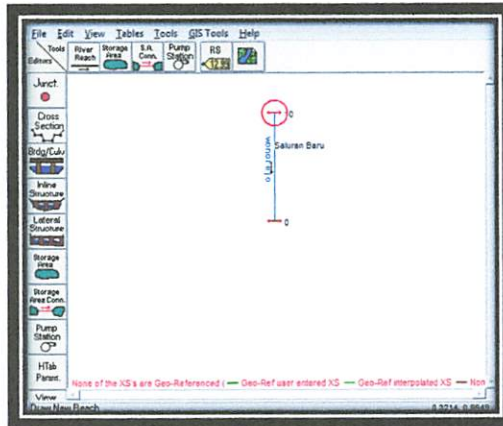 File Edit View Tables Tools GIS Tools Help
Tools
Editors
River
Reach
Storage
Area
S.A.
Conn.
Pump
Station
RS
Junct.
Cross
Section
Brdg/Culv
Inline
Structure
Lateral
Structure
Storage
Area
Storage
Area Conn.
Pump
Station
HTab
Param.
View
0
Saluran Baru
wonorejo
0
None of the XS's are Geo-Referenced ( Geo-Ref user entered XS Geo-Ref interpolated XS Non
Draw New Reach